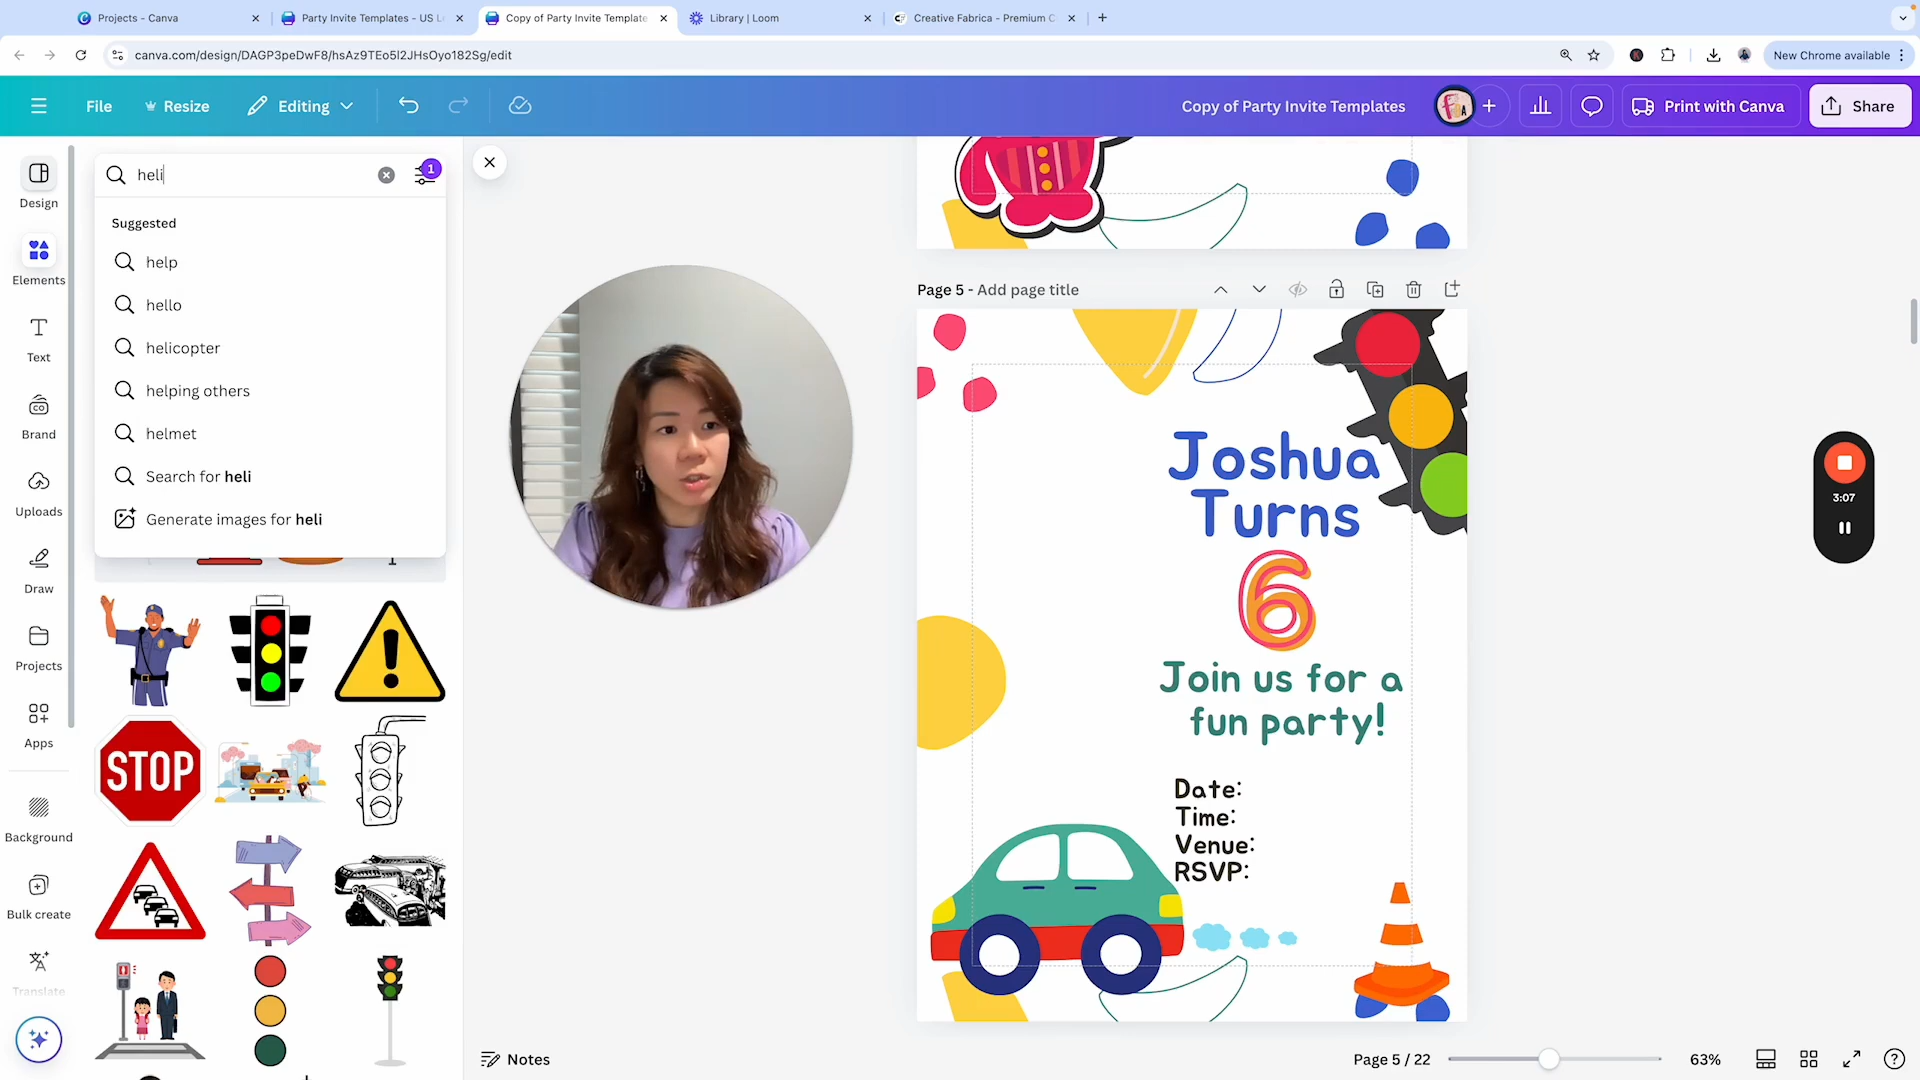 Projects - Canva
Party Invite Templates - US L
Copy of Party Invite Template
Library | Loom
Creative Fabrica - Premium C
canva.com/design/DAGP3peDwF8/hsAz9TEo5l2JHsOyo182Sg/edit
New Chrome available
File
Resize
Editing
Copy of Party Invite Templates
Print with Canva
Share
Design
Elements
Text
Brand
Uploads
Draw
Projects
Apps
Background
Bulk create
Translate
heli
1
Suggested
help
hello
helicopter
helping others
helmet
Search for heli
Generate images for heli
STOP
Page 5 - Add page title
Joshua
Turns
6
Join us for a
fun party!
Date:
Time:
Venue:
RSVP:
3:07
Notes
Page 5 / 22
63%